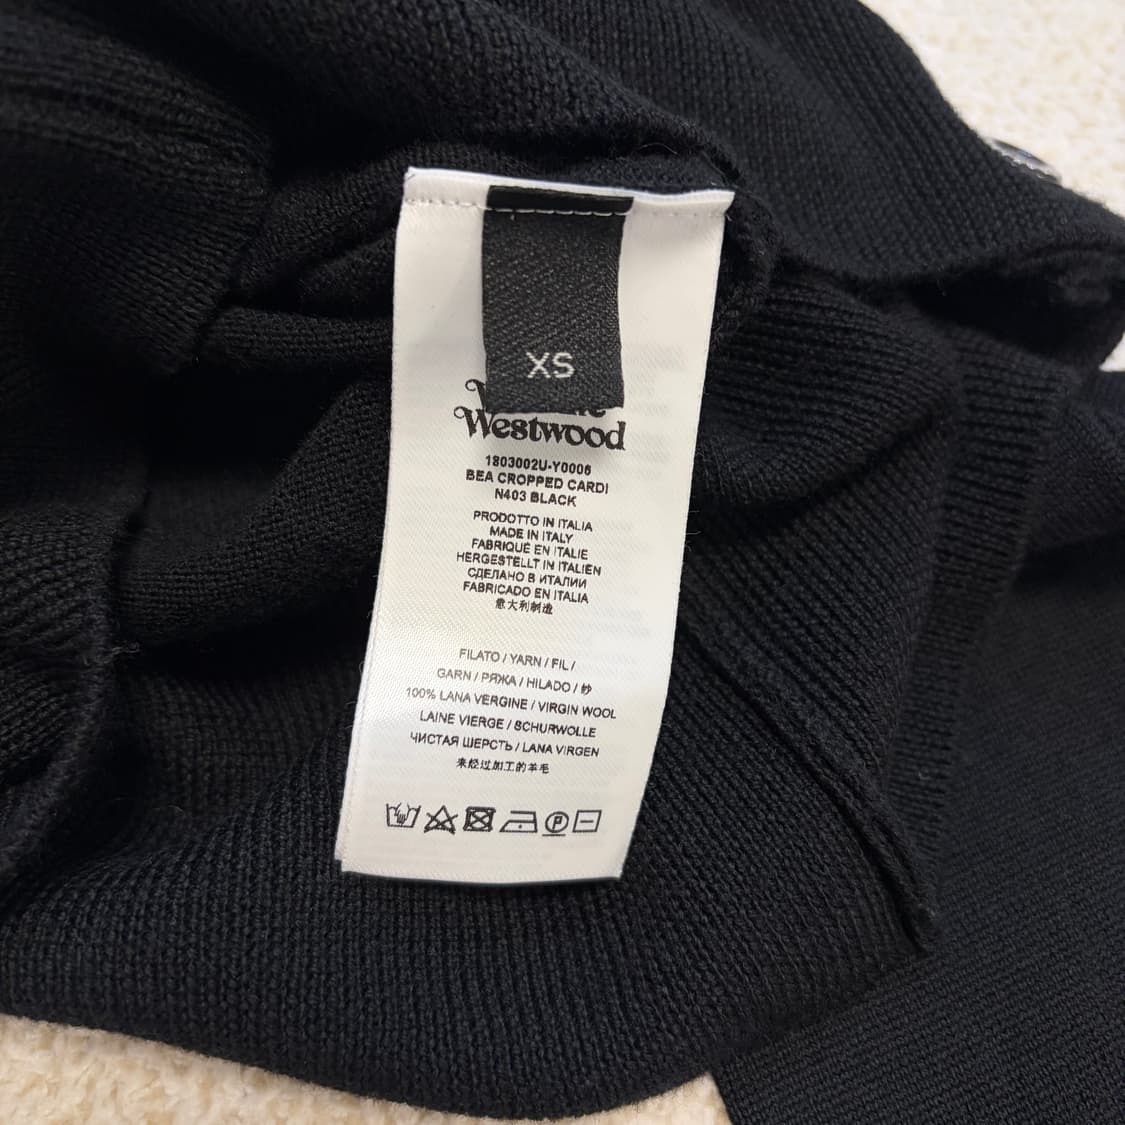 XS
Westwood
1803002U-Y0006
BEA CROPPED CARDI
N403 BLACK
PRODOTTO IN ITALIA
MADE IN ITALY
FABRIQUÉ EN ITALIE
HERGESTELLT IN ITALIEN
СДЕЛАНО В ИТАЛИИ
FABRICADO EN ITALIA
意大利制造
FILATO / YARN / FIL /
GARN / РЯЖА / HILADO / 纱
100% LANA VERGINE / VIRGIN WOOL
LAINE VIERGE / SCHURWOLLE
ЧИСТАЯ ШЕРСТЬ / LANA VIRGEN
未经过加工的羊毛
P